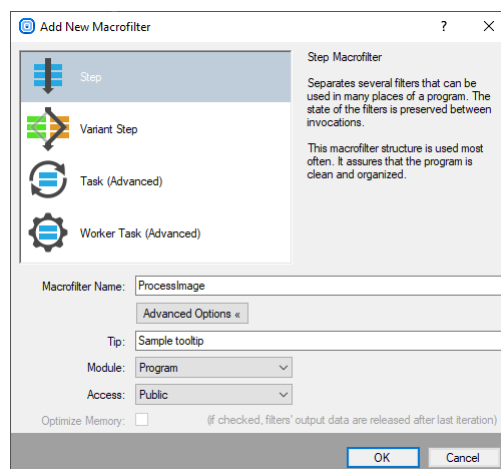 Add New Macrofilter
?
Step
Variant Step
Task (Advanced)
Worker Task (Advanced)
Step Macrofilter
Separates several filters that can be
used in many places of a program. The
state of the filters is preserved between
invocations.
This macrofilter structure is used most
often. It assures that the program is
clean and organized.
Macrofilter Name: ProcessImage
Advanced Options «
Tip: Sample tooltip
Module: Program
Access: Public
Optimize Memory: (if checked, filters' output data are released after last iteration)
OK Cancel